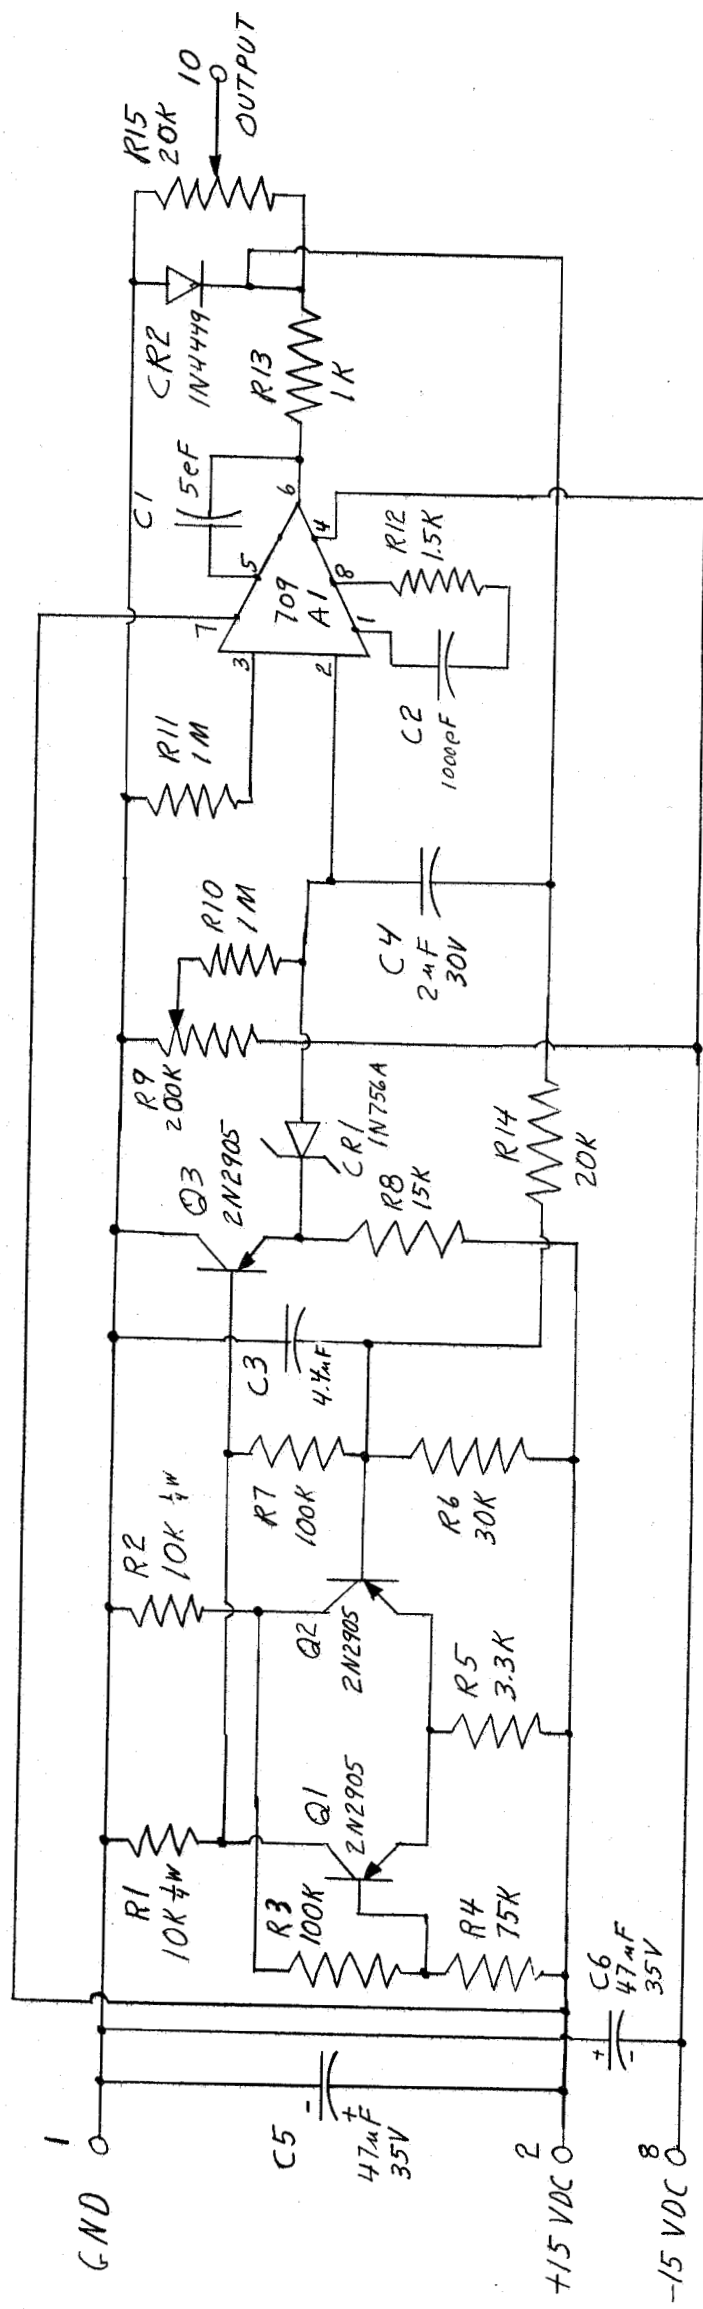 GND
1
C5
-
+
47µF
35V
2
+15 VDC
8
-15 VDC
+
-
C6
47µF
35V
R1
10K ¼W
R3
100K
R4
75K
Q1
2N2905
R5
3.3K
R2
10K ¼W
Q2
2N2905
R7
100K
R6
30K
C3
4.7µF
Q3
2N2905
R8
15K
CR1
1N756A
R14
20K
R9
200K
R10
1M
C4
2µF
30V
R11
1M
3
2
7
709
A1
5
6
1
8
4
C2
1000pF
R12
1.5K
C1
5pF
R13
1K
CR2
1N4449
R15
20K
10
OUTPUT